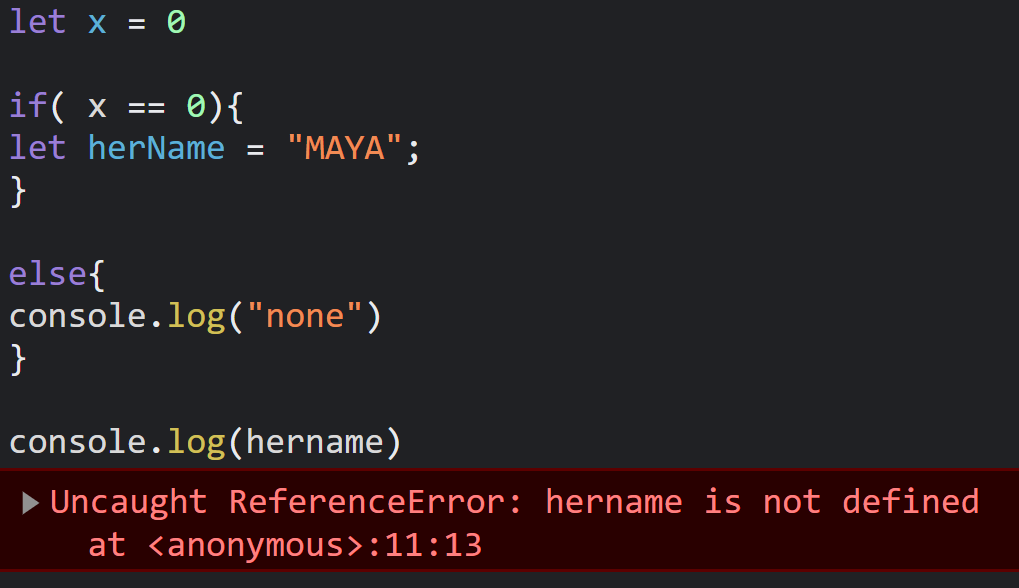 let x = 0
if( x == 0){
let herName = "MAYA";
}
else{
console.log("none")
}
console.log(hername)
Uncaught ReferenceError: hername is not defined
at <anonymous>:11:13